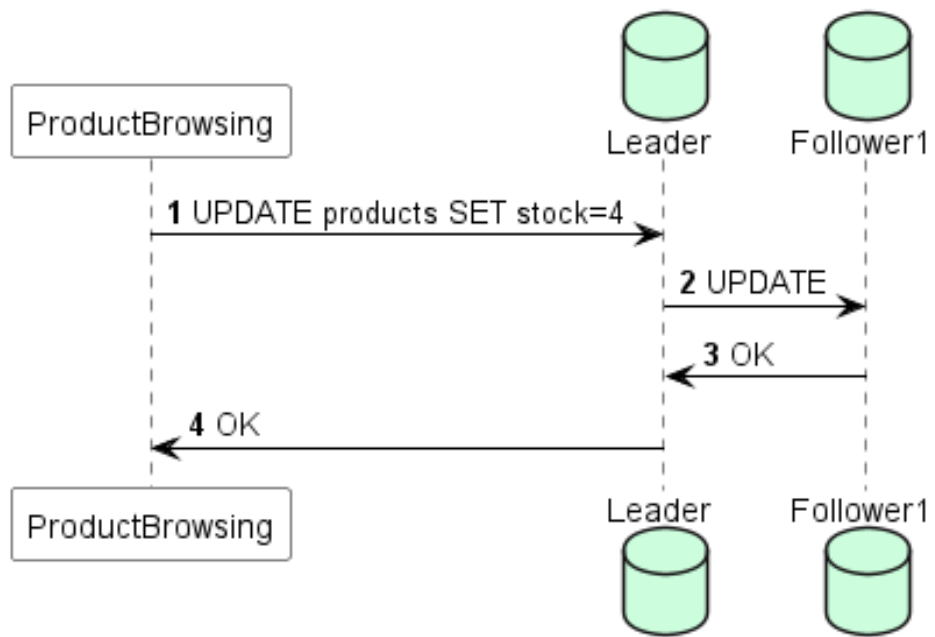 ProductBrowsing
Leader
Follower1
1 UPDATE products SET stock=4
2 UPDATE
3 OK
4 OK
ProductBrowsing
Leader
Follower1